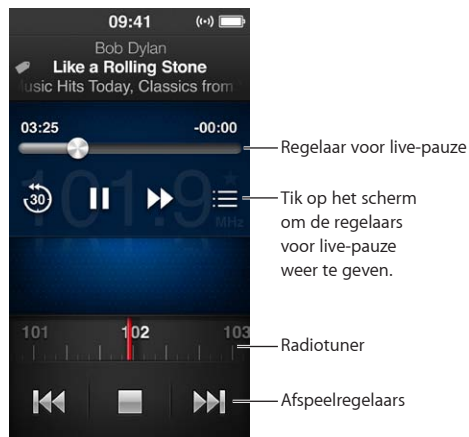 09:41
Bob Dylan
Like a Rolling Stone
usic Hits Today, Classics from
03:25 -00:00
Regelaar voor live-pauze
30
101.9
MHz
Tik op het scherm
om de regelaars
voor live-pauze
weer te geven.
101 102 103
Radiotuner
Afspeelregelaars